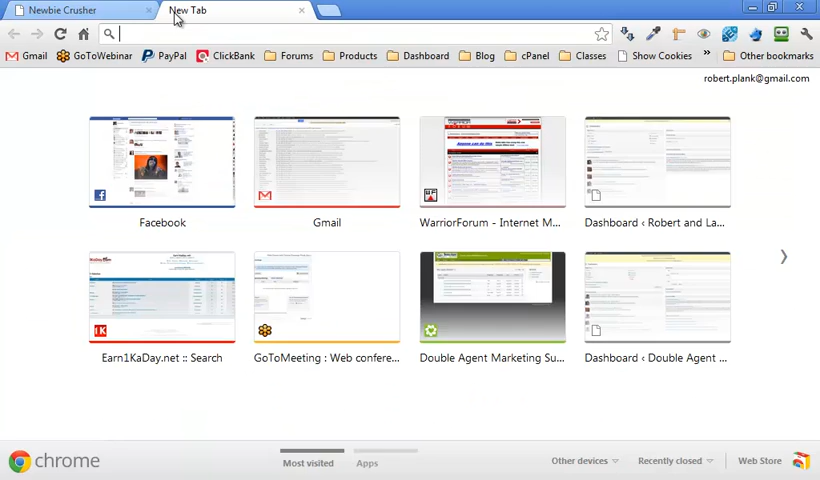 Newbie Crusher
New Tab
Gmail
GoToWebinar
PayPal
ClickBank
Forums
Products
Dashboard
Blog
cPanel
Classes
Show Cookies
»
Other bookmarks
robert.plank@gmail.com
Facebook
Gmail
WarriorForum - Internet M...
Dashboard ‹ Robert and La...
Earn1KaDay.net :: Search
GoToMeeting : Web confere...
Double Agent Marketing Su...
Dashboard ‹ Double Agent ...
chrome
Most visited
Apps
Other devices
Recently closed
Web Store